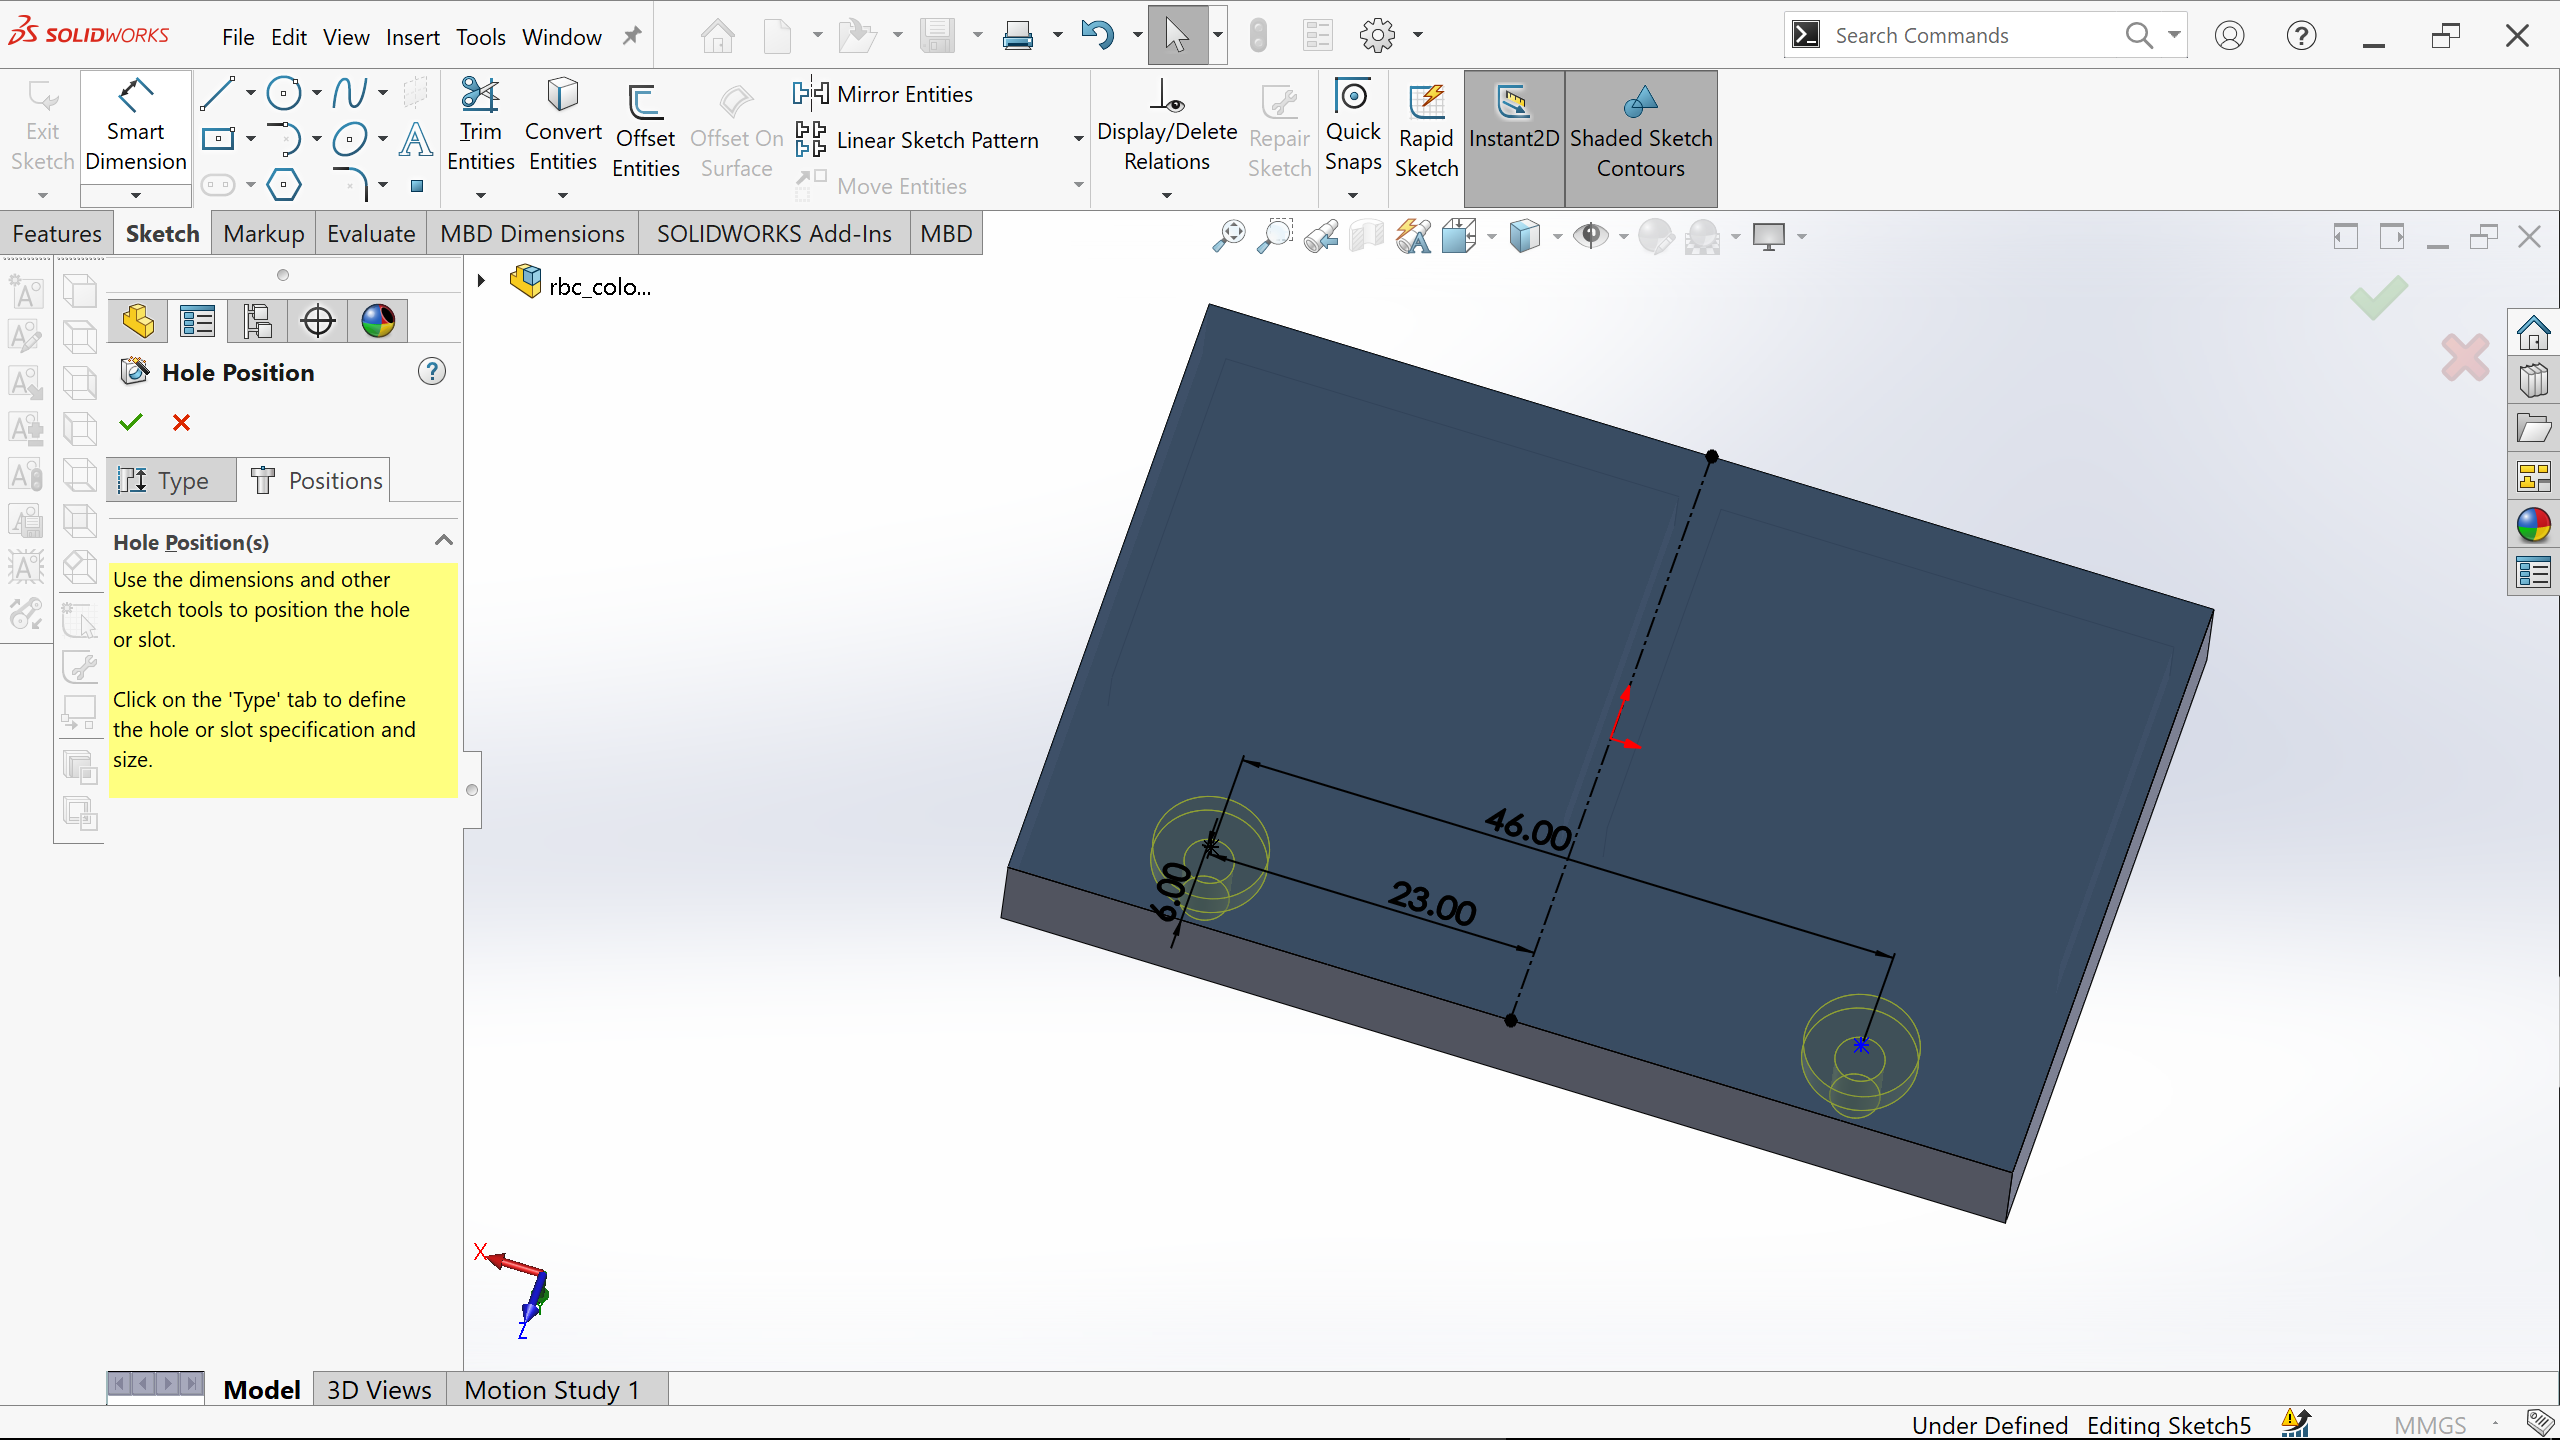 SOLIDWORKS File Edit View Insert Tools Window Search Commands
Exit Sketch
Smart Dimension
Trim Entities
Convert Entities
Offset Entities
Offset On Surface
Mirror Entities
Linear Sketch Pattern
Move Entities
Display/Delete Relations
Repair Sketch
Quick Snaps
Rapid Sketch
Instant2D
Shaded Sketch Contours
Features Sketch Markup Evaluate MBD Dimensions SOLIDWORKS Add-Ins MBD
rbc_colo...
Hole Position
Type Positions
Hole Position(s)
Use the dimensions and other
sketch tools to position the hole
or slot.
Click on the 'Type' tab to define
the hole or slot specification and
size.
46.00
23.00
6.00
X
Z
Model 3D Views Motion Study 1
Under Defined Editing Sketch5 MMGS